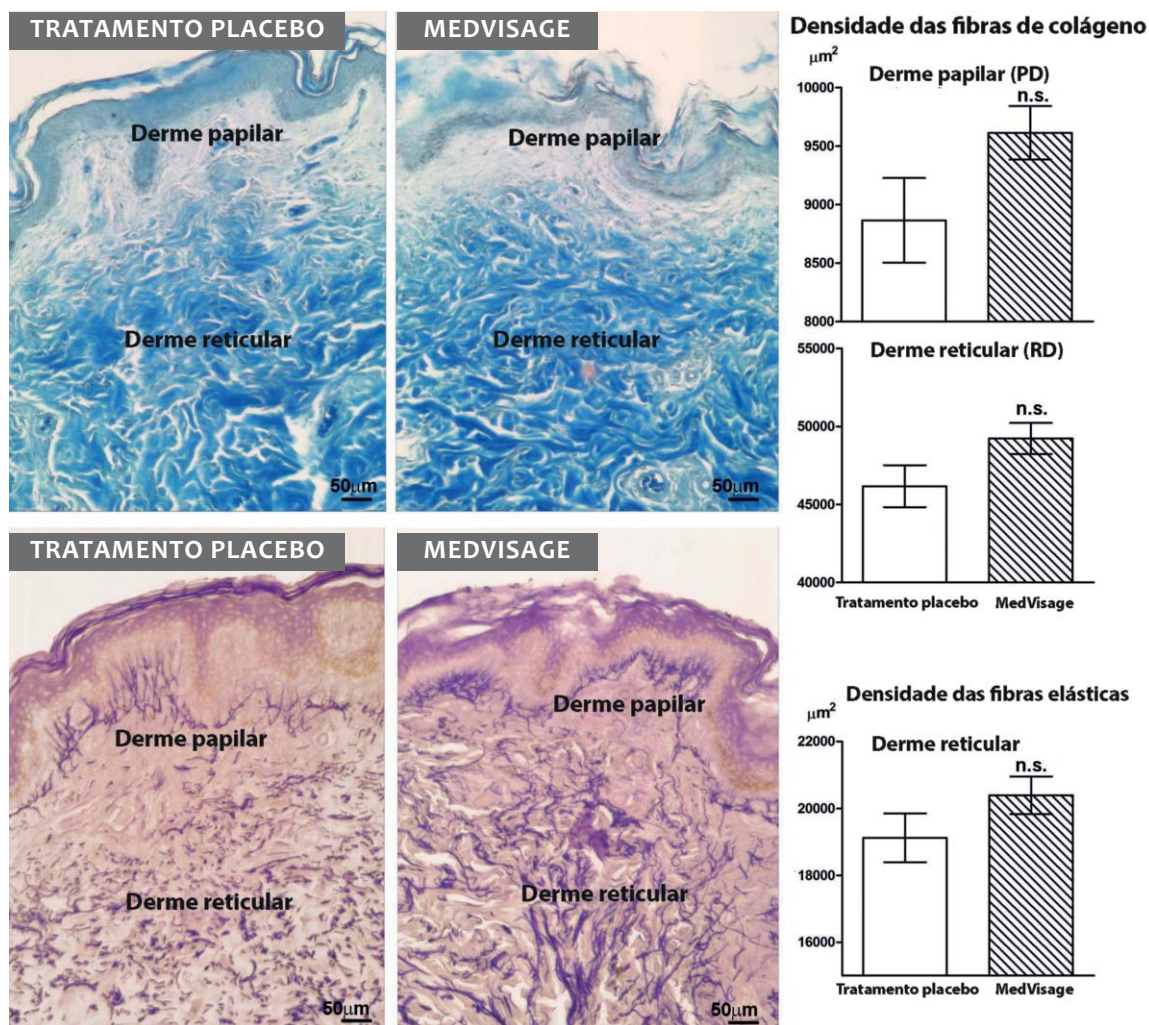 TRATAMENTO PLACEBO
MEDVISAGE
Derme papilar
Derme papilar
Derme reticular
Derme reticular
50μm
50μm
Densidade das fibras de colágeno
μm²
Derme papilar (PD)
10000
n.s.
9500
9000
8500
8000
55000
Derme reticular (RD)
n.s.
50000
45000
40000
Tratamento placebo
MedVisage
TRATAMENTO PLACEBO
MEDVISAGE
Derme papilar
Derme papilar
Derme reticular
Derme reticular
50μm
50μm
Densidade das fibras elásticas
μm²
22000
Derme reticular
n.s.
20000
18000
16000
Tratamento placebo
MedVisage